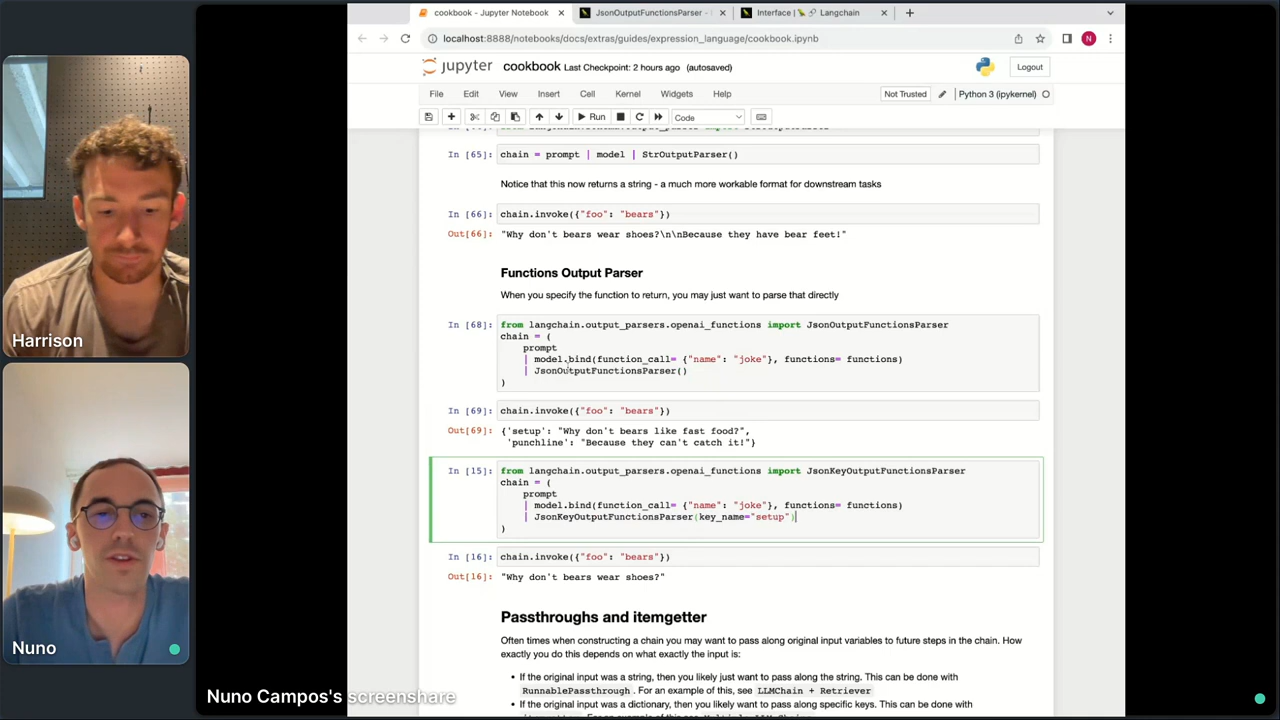 cookbook - Jupyter Notebook
JsonOutputFunctionsParser -
Interface | Langchain
localhost:8888/notebooks/docs/extras/guides/expression_language/cookbook.ipynb
N
jupyter cookbook Last Checkpoint: 2 hours ago (autosaved)
Logout
File Edit View Insert Cell Kernel Widgets Help
Not Trusted
Python 3 (ipykernel)
Run
Code
In [65]: chain = prompt | model | StrOutputParser()
Notice that this now returns a string - a much more workable format for downstream tasks
In [66]: chain.invoke({"foo": "bears"})
Out[66]: "Why don't bears wear shoes?\n\nBecause they have bear feet!"
Functions Output Parser
When you specify the function to return, you may just want to parse that directly
In [68]: from langchain.output_parsers.openai_functions import JsonOutputFunctionsParser
chain = (
prompt
| model.bind(function_call= {"name": "joke"}, functions= functions)
| JsonOutputFunctionsParser()
)
In [69]: chain.invoke({"foo": "bears"})
Out[69]: {'setup': "Why don't bears like fast food?",
'punchline': "Because they can't catch it!"}
In [15]: from langchain.output_parsers.openai_functions import JsonKeyOutputFunctionsParser
chain = (
prompt
| model.bind(function_call= {"name": "joke"}, functions= functions)
| JsonKeyOutputFunctionsParser(key_name="setup")
)
In [16]: chain.invoke({"foo": "bears"})
Out[16]: "Why don't bears wear shoes?"
Passthroughs and itemgetter
Often times when constructing a chain you may want to pass along original input variables to future steps in the chain. How
exactly you do this depends on what exactly the input is:
• If the original input was a string, then you likely just want to pass along the string. This can be done with
RunnablePassthrough. For an example of this, see LLMChain + Retriever
• If the original input was a dictionary, then you likely want to pass along specific keys. This can be done with
Harrison
Nuno
Nuno Campos's screenshare